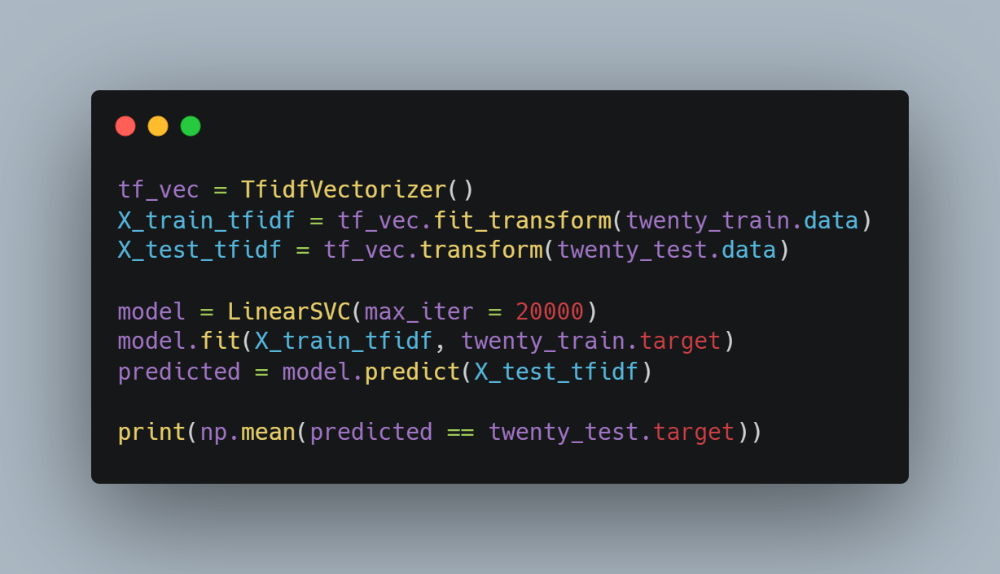 tf_vec = TfidfVectorizer()
X_train_tfidf = tf_vec.fit_transform(twenty_train.data)
X_test_tfidf = tf_vec.transform(twenty_test.data)
model = LinearSVC(max_iter = 20000)
model.fit(X_train_tfidf, twenty_train.target)
predicted = model.predict(X_test_tfidf)
print(np.mean(predicted == twenty_test.target))